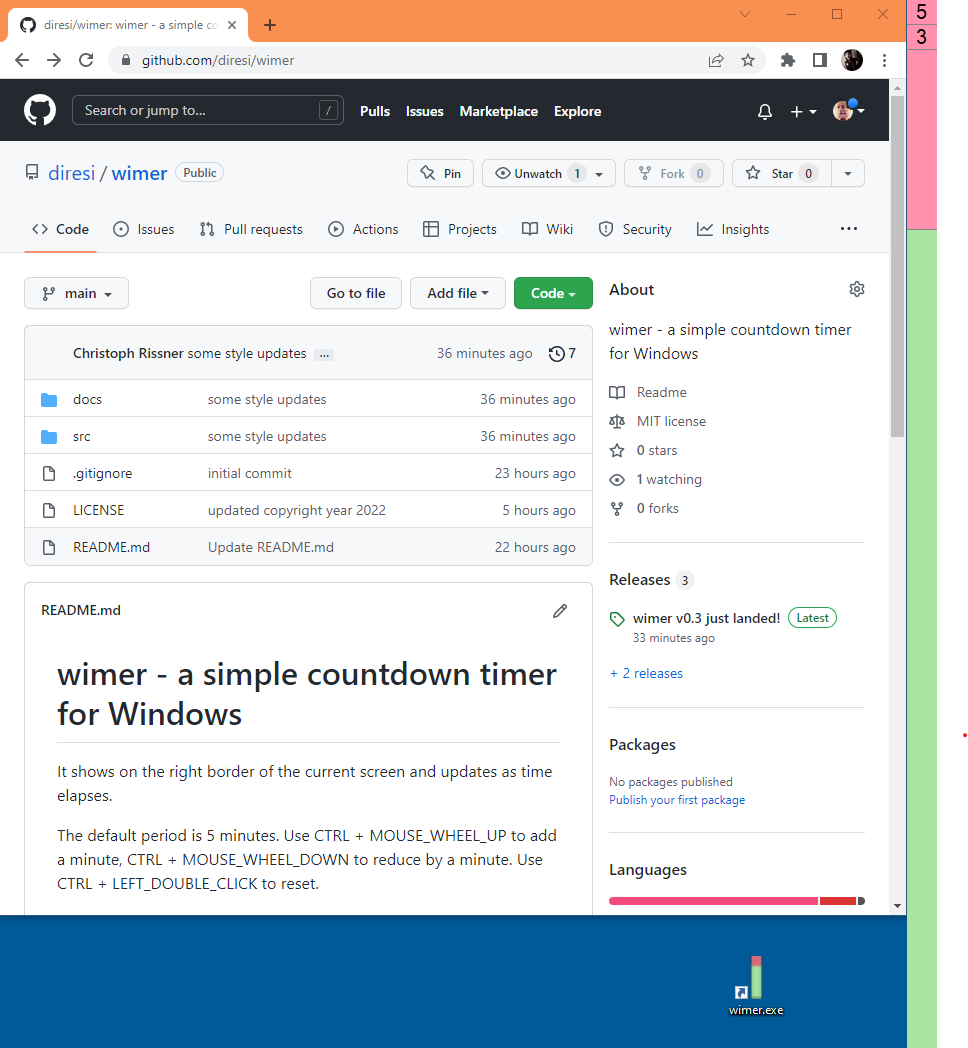 diresi/wimer: wimer - a simple co
5
3
github.com/diresi/wimer
Search or jump to... /
Pulls Issues Marketplace Explore
diresi / wimer Public
Pin Unwatch 1 Fork 0 Star 0
Code Issues Pull requests Actions Projects Wiki Security Insights
main Go to file Add file Code
Christoph Rissner some style updates ... 36 minutes ago 7
docs some style updates 36 minutes ago
src some style updates 36 minutes ago
.gitignore initial commit 23 hours ago
LICENSE updated copyright year 2022 5 hours ago
README.md Update README.md 22 hours ago
README.md
wimer - a simple countdown timer
for Windows
It shows on the right border of the current screen and updates as time
elapses.
The default period is 5 minutes. Use CTRL + MOUSE_WHEEL_UP to add
a minute, CTRL + MOUSE_WHEEL_DOWN to reduce by a minute. Use
CTRL + LEFT_DOUBLE_CLICK to reset.
About
wimer - a simple countdown timer
for Windows
Readme
MIT license
0 stars
1 watching
0 forks
Releases 3
wimer v0.3 just landed! Latest
33 minutes ago
+ 2 releases
Packages
No packages published
Publish your first package
Languages
wimer.exe